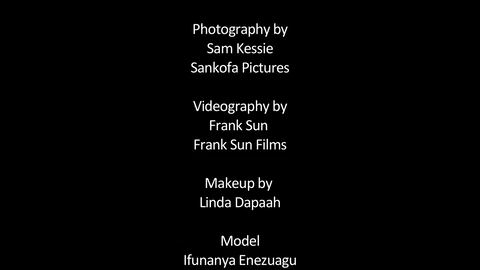 Photography by
Sam Kessie
Sankofa Pictures
Videography by
Frank Sun
Frank Sun Films
Makeup by
Linda Dapaah
Model
Ifunanya Enezuagu